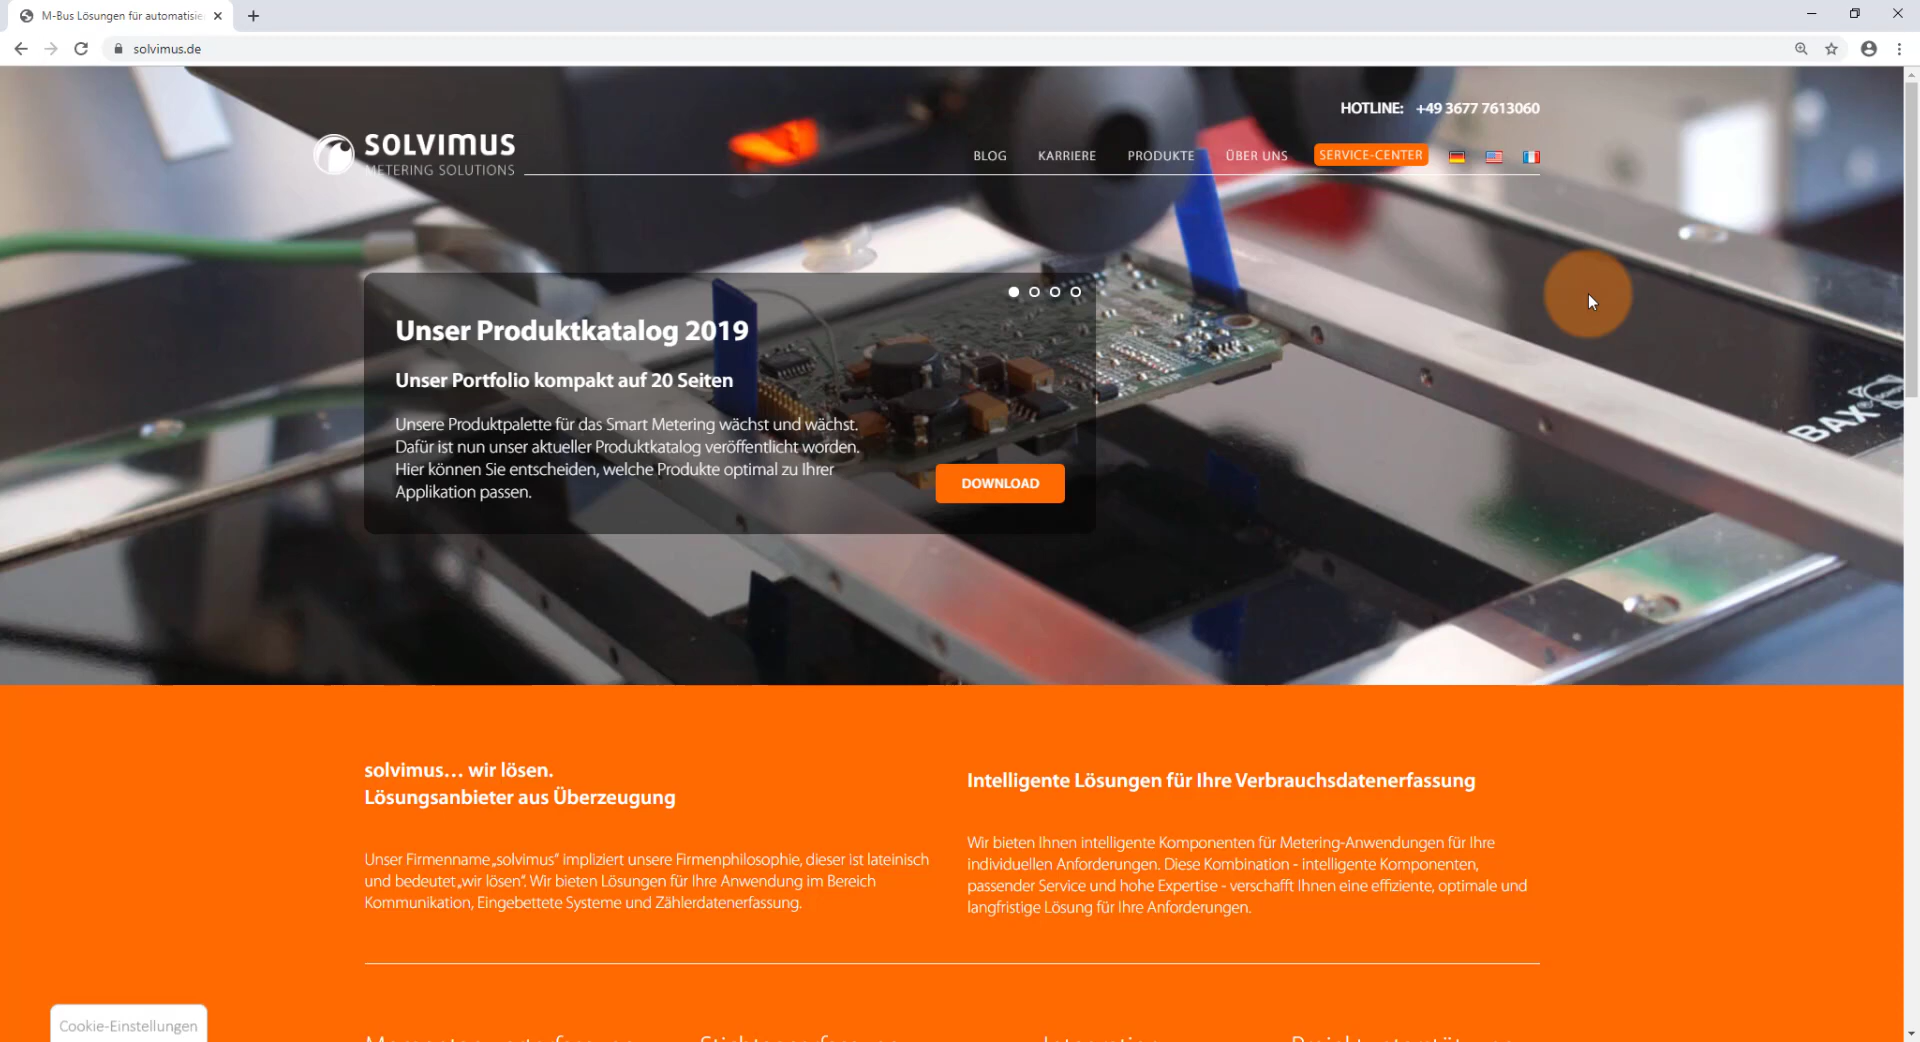 M-Bus Lösungen für automatisie
solvimus.de
HOTLINE: +49 3677 7613060
SOLVIMUS
METERING SOLUTIONS
BLOG KARRIERE PRODUKTE ÜBER UNS SERVICE-CENTER
Unser Produktkatalog 2019
Unser Portfolio kompakt auf 20 Seiten
Unsere Produktpalette für das Smart Metering wächst und wächst.
Dafür ist nun unser aktueller Produktkatalog veröffentlicht worden.
Hier können Sie entscheiden, welche Produkte optimal zu Ihrer
Applikation passen.
DOWNLOAD
BAX
solvimus… wir lösen.
Lösungsanbieter aus Überzeugung
Unser Firmenname „solvimus“ impliziert unsere Firmenphilosophie, dieser ist lateinisch
und bedeutet „wir lösen“. Wir bieten Lösungen für Ihre Anwendung im Bereich
Kommunikation, Eingebettete Systeme und Zählerdatenerfassung.
Intelligente Lösungen für Ihre Verbrauchsdatenerfassung
Wir bieten Ihnen intelligente Komponenten für Metering-Anwendungen für Ihre
individuellen Anforderungen. Diese Kombination - intelligente Komponenten,
passender Service und hohe Expertise - verschafft Ihnen eine effiziente, optimale und
langfristige Lösung für Ihre Anforderungen.
Cookie-Einstellungen